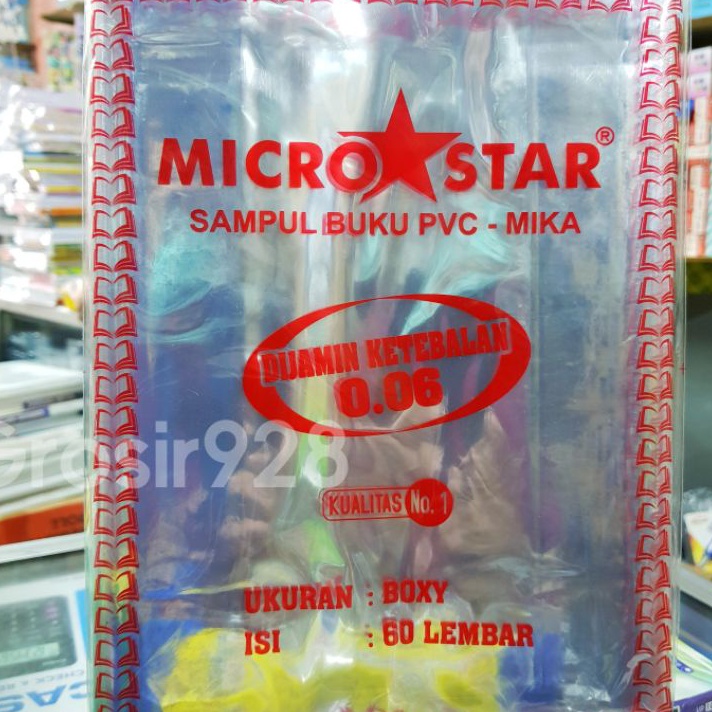 MICRO★STAR®
SAMPUL BUKU PVC - MIKA
DIJAMIN KETEBALAN
0.06
Grosir928
KUALITAS No. 1
UKURAN : BOXY
ISI : 60 LEMBAR
CAS